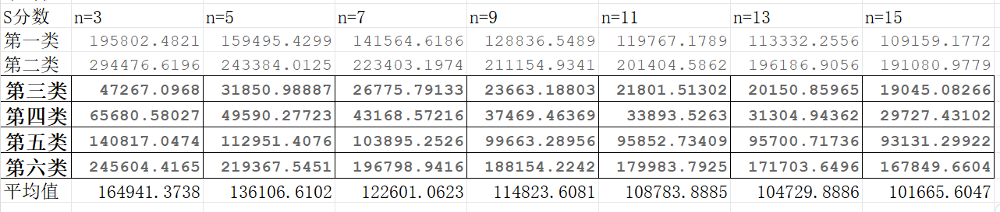 S分数 n=3 n=5 n=7 n=9 n=11 n=13 n=15
第一类 195802.4821 159495.4299 141564.6186 128836.5489 119767.1789 113332.2556 109159.1772
第二类 294476.6196 243384.0125 223403.1974 211154.9341 201404.5862 196186.9056 191080.9779
第三类 47267.0968 31850.98887 26775.79133 23663.18803 21801.51302 20150.85965 19045.08266
第四类 65680.58027 49590.27723 43168.57216 37469.46369 33893.5263 31304.94362 29727.43102
第五类 140817.0474 112951.4076 103895.2526 99663.28956 95852.73409 95700.71736 93131.29922
第六类 245604.4165 219367.5451 196798.9416 188154.2242 179983.7925 171703.6496 167849.6604
平均值 164941.3738 136106.6102 122601.0623 114823.6081 108783.8885 104729.8886 101665.6047